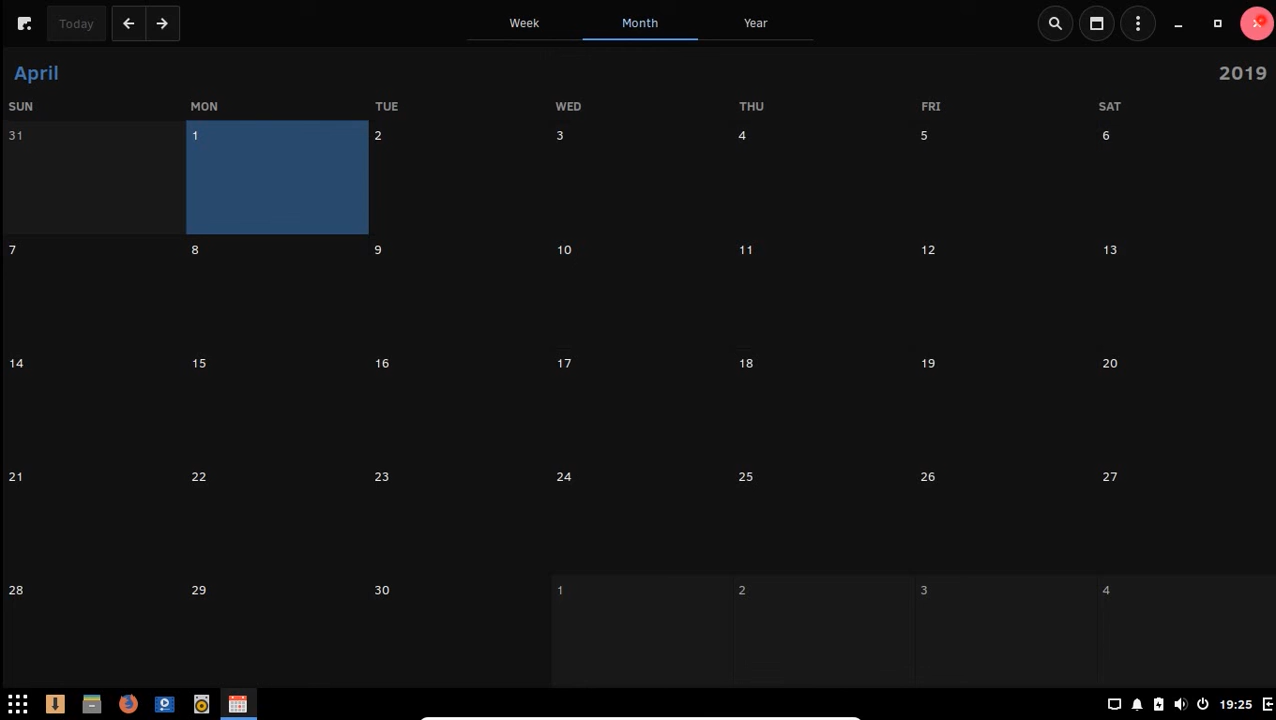 Today Week Month Year
April 2019
SUN MON TUE WED THU FRI SAT
31 1 2 3 4 5 6
7 8 9 10 11 12 13
14 15 16 17 18 19 20
21 22 23 24 25 26 27
28 29 30 1 2 3 4
19:25